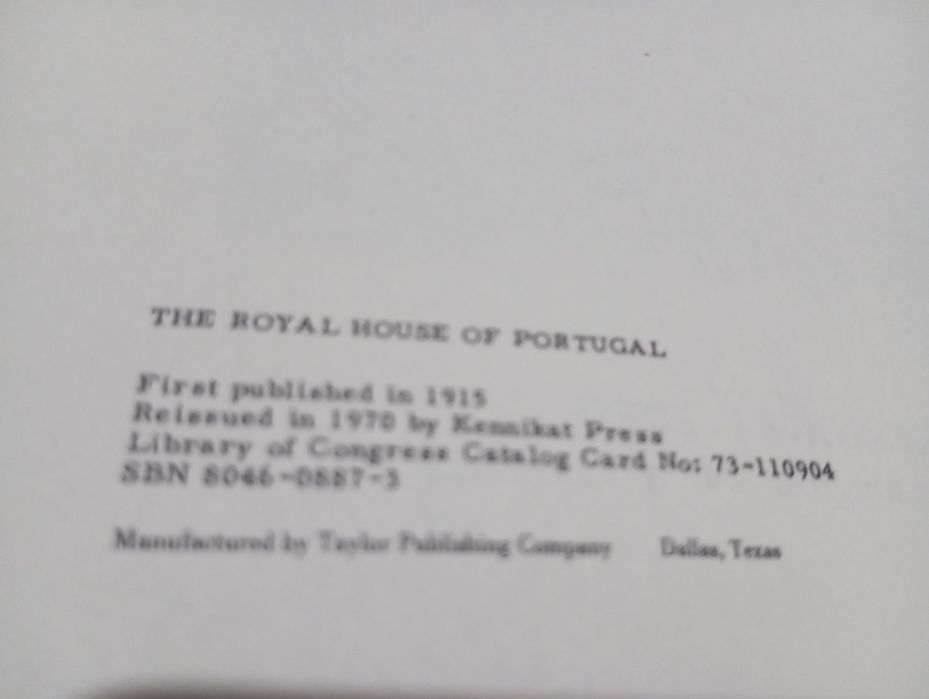 THE ROYAL HOUSE OF PORTUGAL
First published in 1915
Reissued in 1970 by Kennikat Press
Library of Congress Catalog Card No: 73-110904
SBN 8046-0887-3
Manufactured by Taylor Publishing Company Dallas, Texas